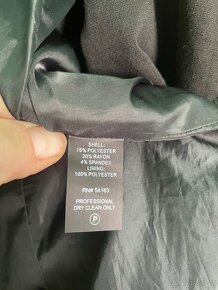 SHELL:
76% POLYESTER
20% RAYON
4% SPANDEX
LINING:
100% POLYESTER
RN# 54163
PROFESSIONAL
DRY CLEAN ONLY
P